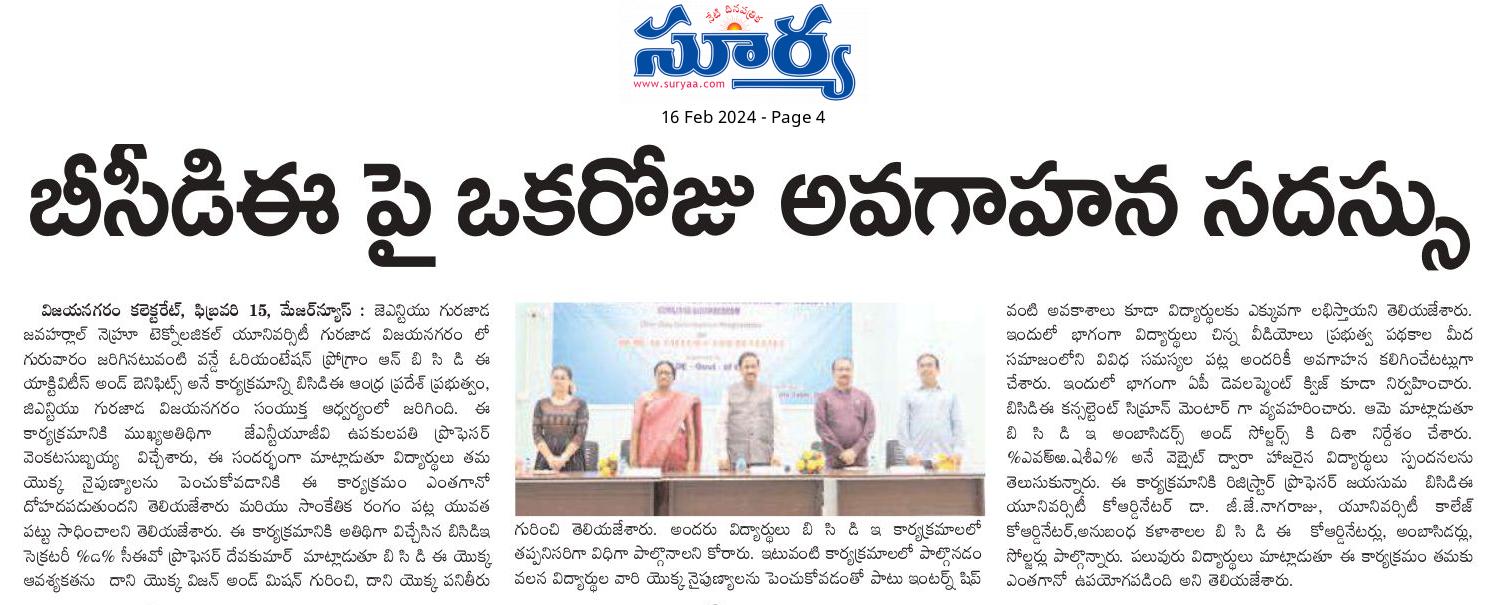 నేటి దినపత్రిక
సూర్య
www.suryaa.com
16 Feb 2024 - Page 4
బీసీడిఈ పై ఒకరోజు అవగాహన సదస్సు
విజయనగరం కలెక్టరేట్, ఫిబ్రవరి 15, మేజర్‌న్యూస్ : జెఎన్టియు గురజాడ
జవహర్లాల్ నెహ్రూ టెక్నోలజికల్ యూనివర్సిటీ గురజాడ విజయనగరం లో
గురువారం జరిగినటువంటి వన్డే ఓరియంటేషన్ ప్రోగ్రాం ఆన్ బి సి డి ఈ
యాక్టివిటీస్ అండ్ బెనిఫిట్స్ అనే కార్యక్రమాన్ని బిసిడిఈ ఆంధ్ర ప్రదేశ్ ప్రభుత్వం,
జిఎన్టియు గురజాడ విజయనగరం సంయుక్త ఆధ్వర్యంలో జరిగింది. ఈ
కార్యక్రమానికి ముఖ్యఅతిథిగా జేఎన్టీయూజీవి ఉపకులపతి ప్రొఫెసర్
వెంకటసుబ్బయ్య విచ్చేశారు, ఈ సందర్భంగా మాట్లాడుతూ విద్యార్థులు తమ
యొక్క నైపుణ్యాలను పెంచుకోవడానికి ఈ కార్యక్రమం ఎంతగానో
దోహదపడుతుందని తెలియజేశారు మరియు సాంకేతిక రంగం పట్ల యువత
పట్టు సాధించాలని తెలియజేశారు. ఈ కార్యక్రమానికి అతిథిగా విచ్చేసిన బిసిడిఇ
సెక్రటరీ %డ% సీఈవో ప్రొఫెసర్ దేవకుమార్ మాట్లాడుతూ బి సి డి ఈ యొక్క
ఆవశ్యకతను దాని యొక్క విజన్ అండ్ మిషన్ గురించి, దాని యొక్క పనితీరు
One Day Orientation Programme
గురించి తెలియజేశారు. అందరు విద్యార్థులు బి సి డి ఇ కార్యక్రమాలలో
తప్పనిసరిగా విధిగా పాల్గొనాలని కోరారు. ఇటువంటి కార్యక్రమాలలో పాల్గొనడం
వలన విద్యార్థుల వారి యొక్క నైపుణ్యాలను పెంచుకోవడంతో పాటు ఇంటర్న్ షిప్
వంటి అవకాశాలు కూడా విద్యార్థులకు ఎక్కువగా లభిస్తాయని తెలియజేశారు.
ఇందులో భాగంగా విద్యార్థులు చిన్న వీడియోలు ప్రభుత్వ పథకాల మీద
సమాజంలోని వివిధ సమస్యల పట్ల అందరికీ అవగాహన కలిగించేటట్లుగా
చేశారు. ఇందులో భాగంగా ఏపీ డెవలప్మెంట్ క్విజ్ కూడా నిర్వహించారు.
బిసిడిఈ కన్సల్టెంట్ సిమ్రాన్ మెంటార్ గా వ్యవహరించారు. ఆమె మాట్లాడుతూ
బి సి డి ఇ అంబాసిడర్స్ అండ్ సోల్జర్స్ కి దిశా నిర్దేశం చేశారు.
అనే వెబ్సైట్ ద్వారా హాజరైన విద్యార్థులు స్పందనలను
తెలుసుకున్నారు. ఈ కార్యక్రమానికి రిజిస్ట్రార్ ప్రొఫెసర్ జయసుమ బిసిడిఈ
యూనివర్సిటీ కోఆర్డినేటర్ డా. జీ.జే.నాగరాజు, యూనివర్సిటీ కాలేజ్
కోఆర్డినేటర్,అనుబంధ కళాశాలల బి సి డి ఈ కోఆర్డినేటర్లు, అంబాసిడర్లు,
సోల్జర్లు పాల్గొన్నారు. పలువురు విద్యార్థులు మాట్లాడుతూ ఈ కార్యక్రమం తమకు
ఎంతగానో ఉపయోగపడింది అని తెలియజేశారు.